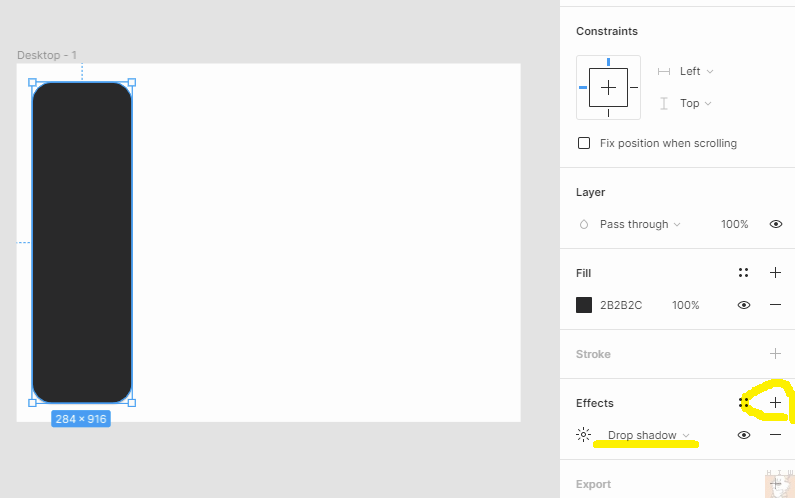 Desktop - 1
284 × 916
Constraints
Left
Top
Fix position when scrolling
Layer
Pass through 100%
Fill
2B2B2C 100%
Stroke
Effects
Drop shadow
Export
H I W